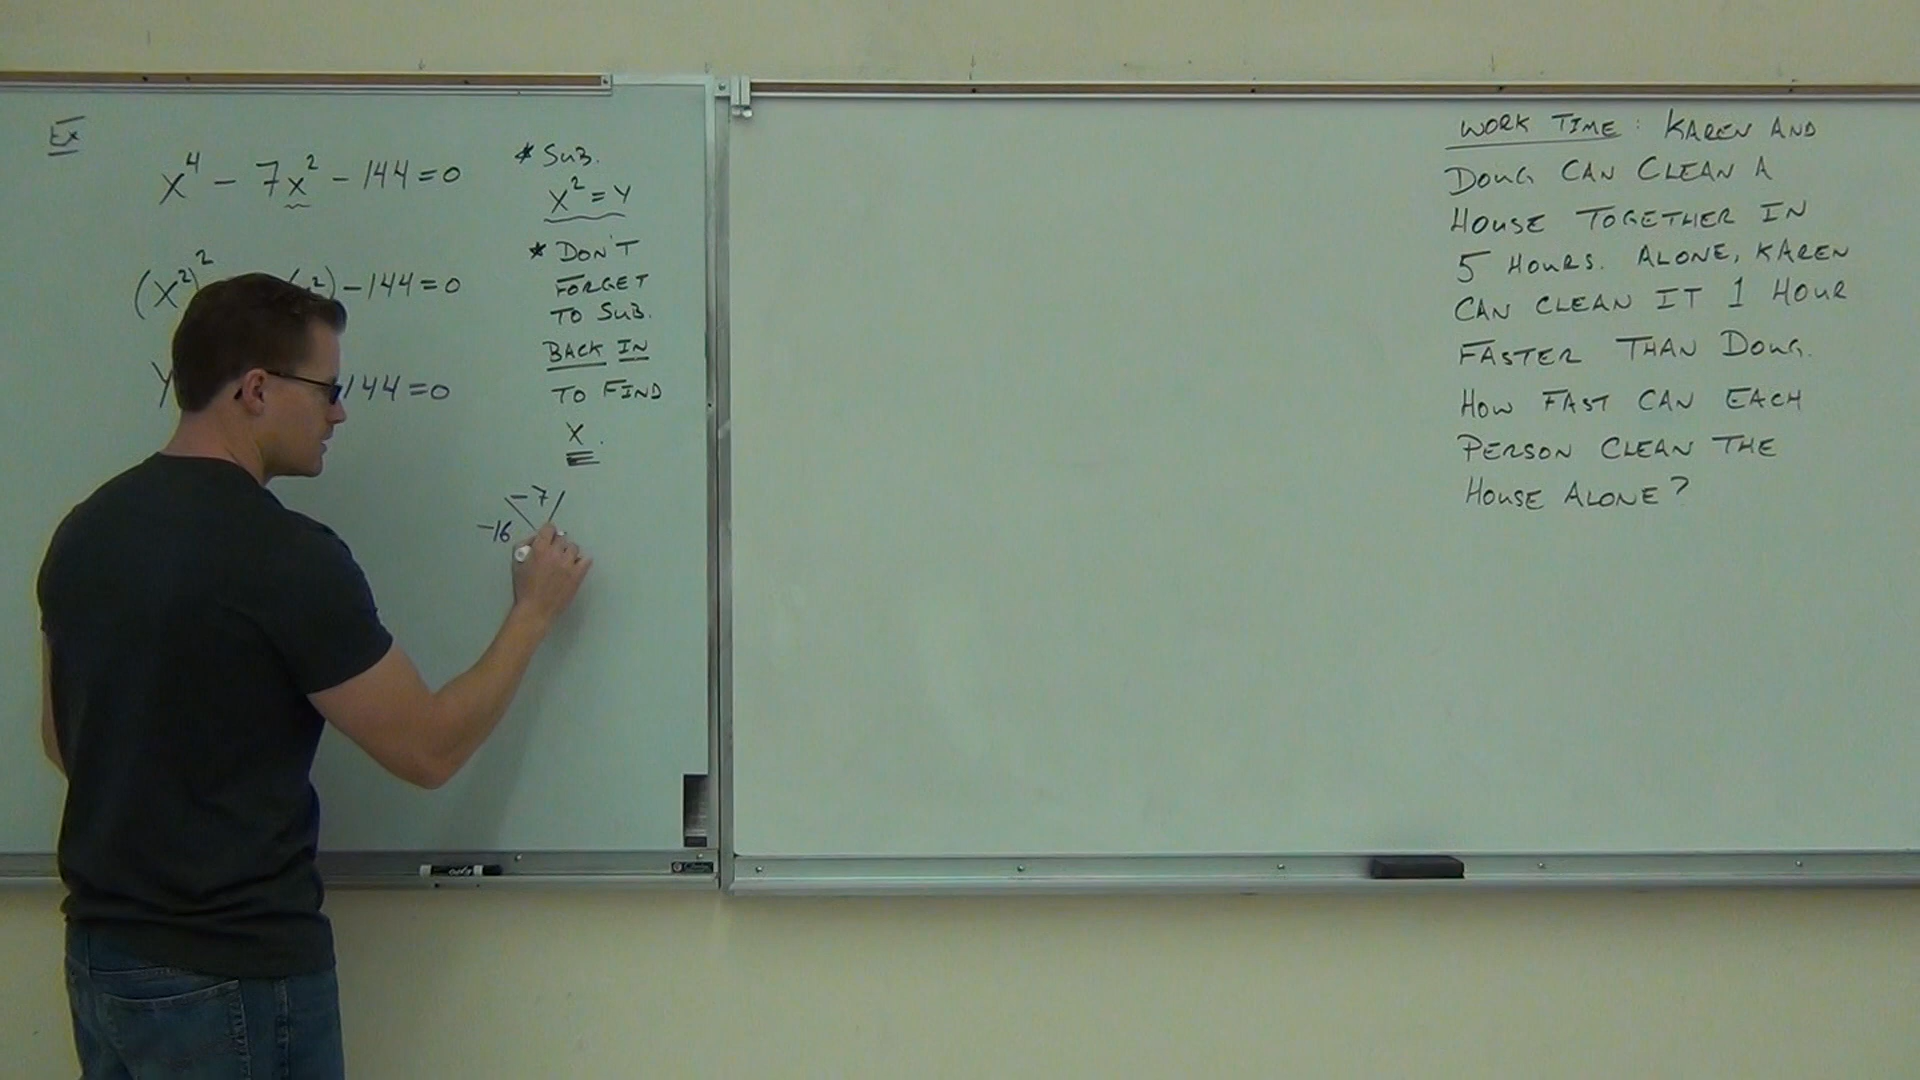 Ex
x⁴ - 7x² - 144 = 0
(x²)² (x²) - 144 = 0
y 144 = 0
* SUB.
x² = y
* DON'T
FORGET
TO SUB.
BACK IN
TO FIND
X.
-7
-16
WORK TIME: KAREN AND
DOUG CAN CLEAN A
HOUSE TOGETHER IN
5 HOURS. ALONE, KAREN
CAN CLEAN IT 1 HOUR
FASTER THAN DOUG.
HOW FAST CAN EACH
PERSON CLEAN THE
HOUSE ALONE?